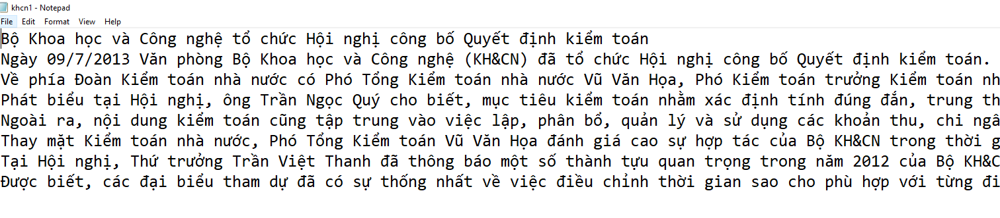 khcn1 - Notepad
File Edit Format View Help
Bộ Khoa học và Công nghệ tổ chức Hội nghị công bố Quyết định kiểm toán
Ngày 09/7/2013 Văn phòng Bộ Khoa học và Công nghệ (KH&CN) đã tổ chức Hội nghị công bố Quyết định kiểm toán.
Về phía Đoàn Kiểm toán nhà nước có Phó Tổng Kiểm toán nhà nước Vũ Văn Họa, Phó Kiểm toán trưởng Kiểm toán nh
Phát biểu tại Hội nghị, ông Trần Ngọc Quý cho biết, mục tiêu kiểm toán nhằm xác định tính đúng đắn, trung th
Ngoài ra, nội dung kiểm toán cũng tập trung vào việc lập, phân bổ, quản lý và sử dụng các khoản thu, chi ngâ
Thay mặt Kiểm toán nhà nước, Phó Tổng Kiểm toán Vũ Văn Họa đánh giá cao sự hợp tác của Bộ KH&CN trong thời g
Tại Hội nghị, Thứ trưởng Trần Việt Thanh đã thông báo một số thành tựu quan trọng trong năm 2012 của Bộ KH&C
Được biết, các đại biểu tham dự đã có sự thống nhất về việc điều chỉnh thời gian sao cho phù hợp với từng đi